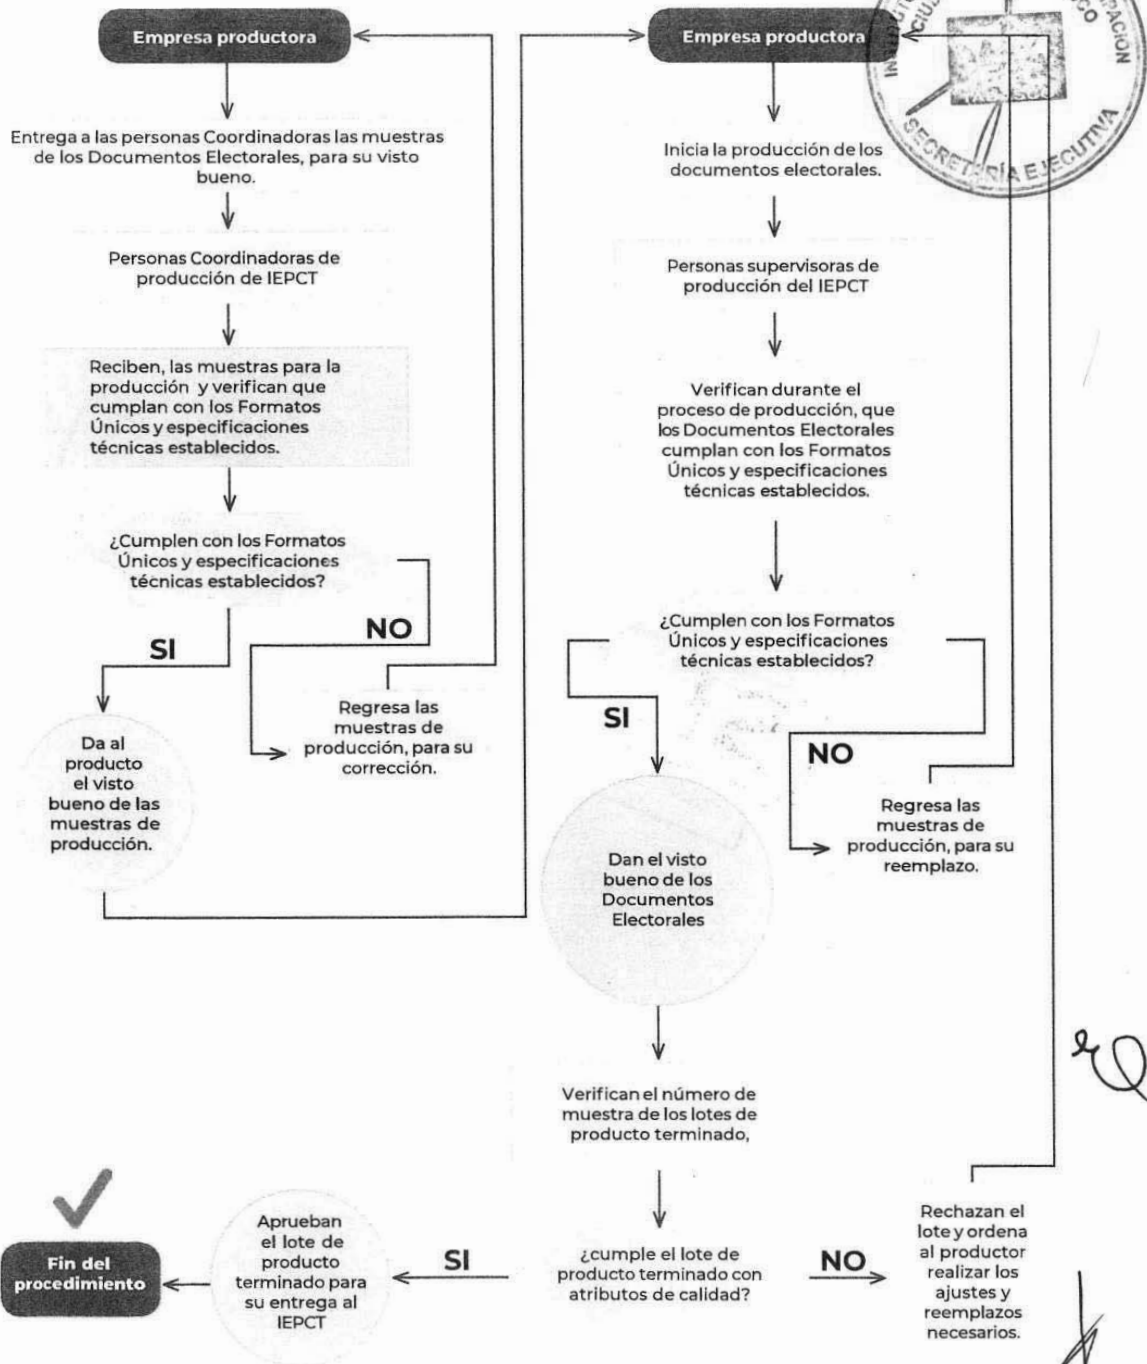 Empresa productora
Entrega a las personas Coordinadoras las muestras
de los Documentos Electorales, para su visto
bueno.
Personas Coordinadoras de
producción de IEPCT
Reciben, las muestras para la
producción y verifican que
cumplan con los Formatos
Únicos y especificaciones
técnicas establecidos.
¿Cumplen con los Formatos
Únicos y especificaciones
técnicas establecidos?
SI
NO
Da al
producto
el visto
bueno de las
muestras de
producción.
Regresa las
muestras de
producción, para su
corrección.
Empresa productora
Inicia la producción de los
documentos electorales.
Personas supervisoras de
producción del IEPCT
Verifican durante el
proceso de producción, que
los Documentos Electorales
cumplan con los Formatos
Únicos y especificaciones
técnicas establecidos.
¿Cumplen con los Formatos
Únicos y especificaciones
técnicas establecidos?
SI
NO
Dan el visto
bueno de los
Documentos
Electorales
Regresa las
muestras de
producción, para su
reemplazo.
Verifican el número de
muestra de los lotes de
producto terminado,
¿cumple el lote de
producto terminado con
atributos de calidad?
SI
NO
Aprueban
el lote de
producto
terminado para
su entrega al
IEPCT
Fin del
procedimiento
Rechazan el
lote y ordena
al productor
realizar los
ajustes y
reemplazos
necesarios.
SECRETARÍA EJECUTIVA